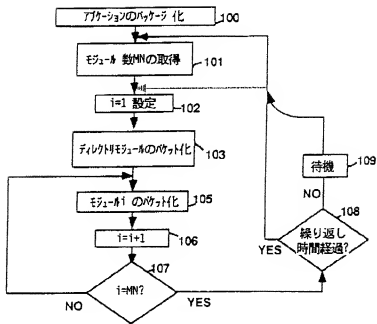 アプケーションのパッケージ化
100
モジュール 数MNの取得
101
i=1 設定
102
ディレクトリモジュールのパケット化
103
モジュールi のパケット化
105
i=i+1
106
107
i=MN?
NO
YES
108
繰り返し
時間経過?
YES
NO
待機
109